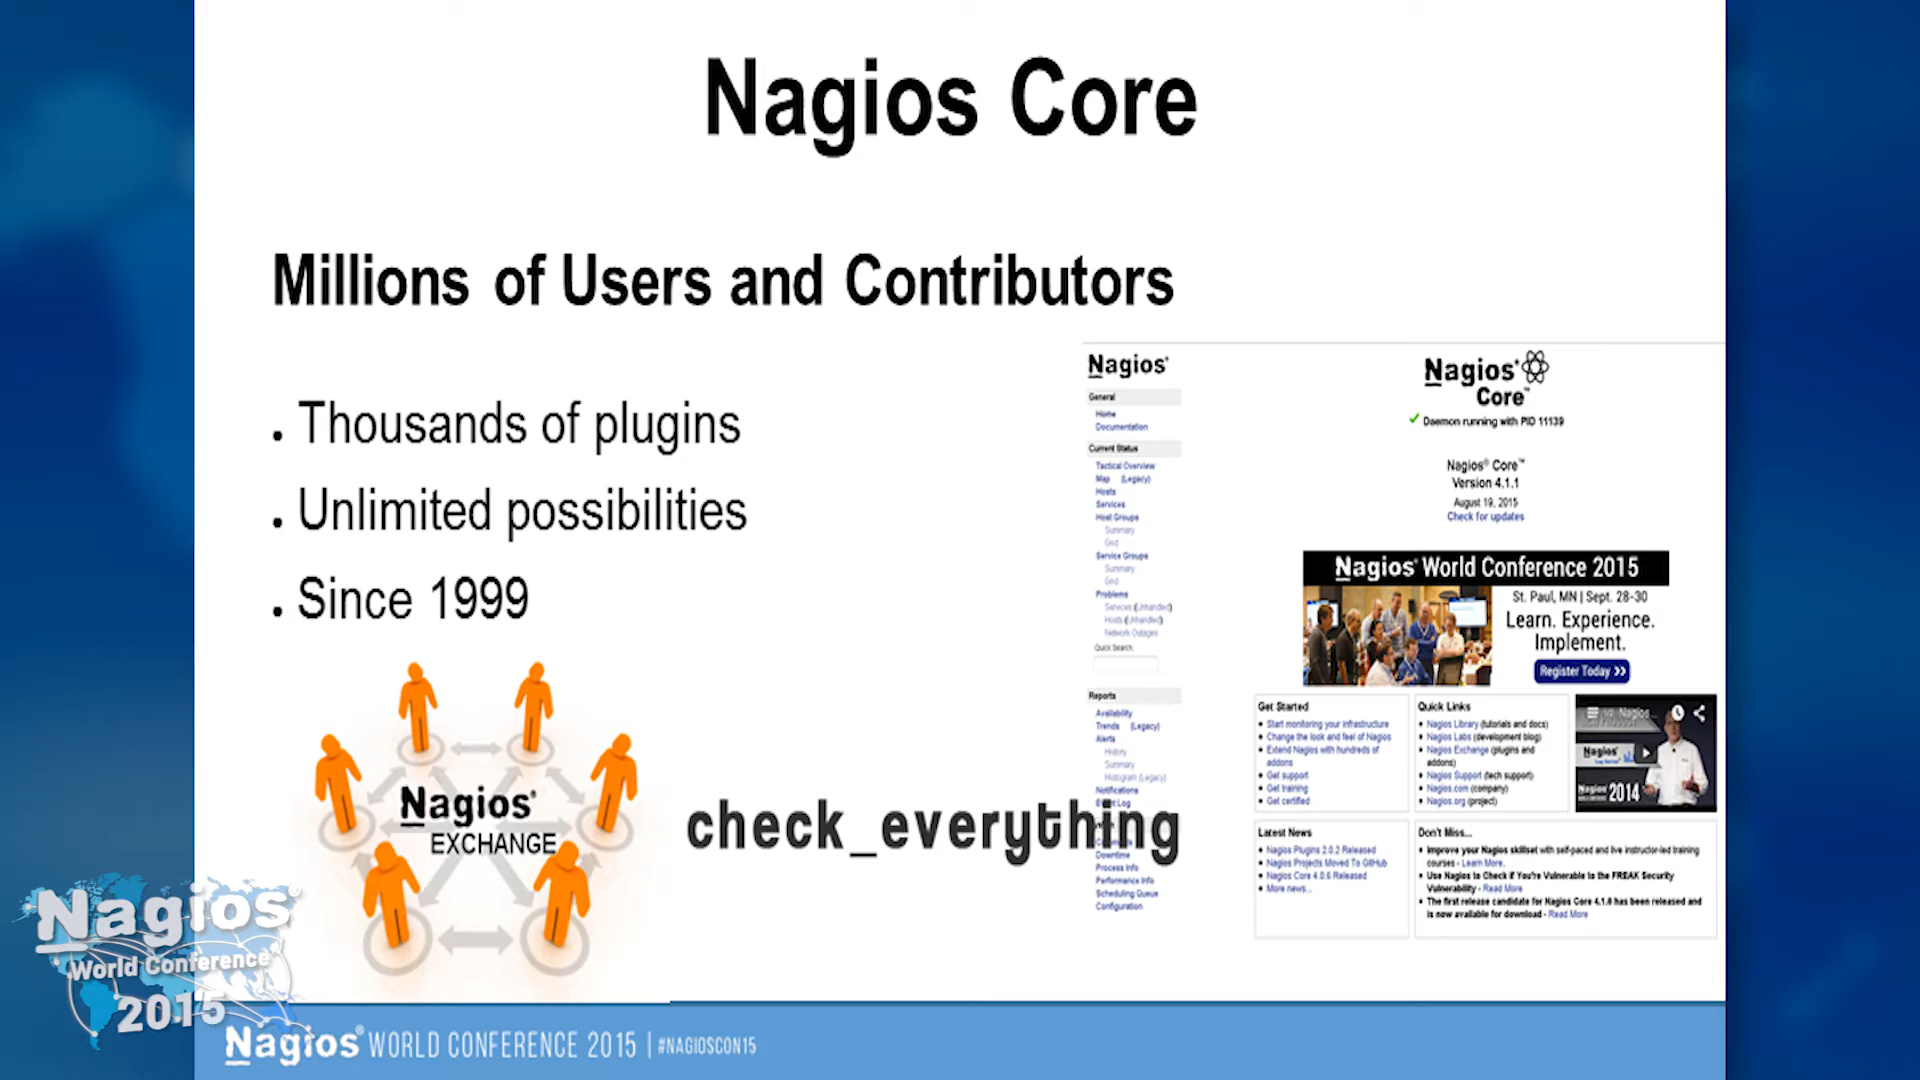 Nagios Core
Millions of Users and Contributors
. Thousands of plugins
. Unlimited possibilities
. Since 1999
Nagios®
EXCHANGE
check_everything
Nagios®
General
Home
Documentation
Current Status
Tactical Overview
Map (Legacy)
Hosts
Services
Host Groups
Summary
Grid
Service Groups
Summary
Grid
Problems
Services (Unhandled)
Hosts (Unhandled)
Network Outages
Quick Search:
Reports
Availability
Trends (Legacy)
Alerts
History
Summary
Histogram (Legacy)
Notifications
Downtime
Process Info
Performance Info
Scheduling Queue
Configuration
Nagios®
Core™
✓ Daemon running with PID 11139
Nagios® Core™
Version 4.1.1
August 19, 2015
Check for updates
Nagios® World Conference 2015
St. Paul, MN | Sept. 28-30
Learn. Experience.
Implement.
Register Today >>
Get Started
• Start monitoring your infrastructure
• Change the look and feel of Nagios
• Extend Nagios with hundreds of
addons
• Get support
• Get training
• Get certified
Quick Links
• Nagios Library (tutorials and docs)
• Nagios Labs (development blog)
• Nagios Exchange (plugins and
addons)
• Nagios Support (tech support)
• Nagios.com (company)
• Nagios.org (project)
Nagios...
Nagios
Nagios 2014
Latest News
• Nagios Plugins 2.0.2 Released
• Nagios Projects Moved To GitHub
• Nagios Core 4.0.6 Released
• More news...
Don't Miss...
• Improve your Nagios skillset with self-paced and live instructor-led training
courses - Learn More.
• Use Nagios to Check if You're Vulnerable to the FREAK Security
Vulnerability - Read More
• The first release candidate for Nagios Core 4.1.0 has been released and
is now available for download - Read More
Nagios®
World Conference
2015
Nagios® WORLD CONFERENCE 2015 | #NAGIOSCON15